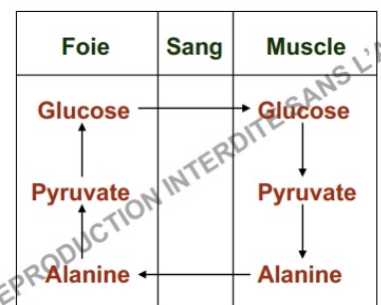 Foie Sang Muscle
Glucose Glucose
Pyruvate Pyruvate
Alanine Alanine
REPRODUCTION INTERDITE SANS L'A